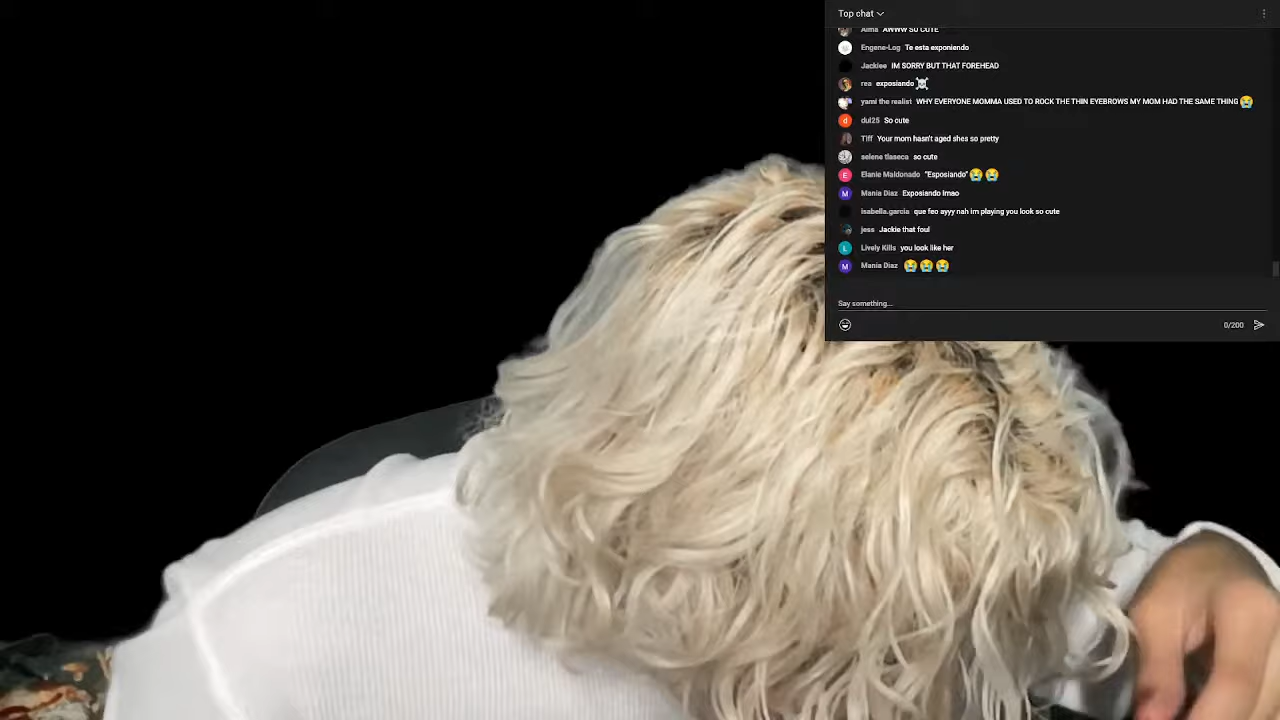 Top chat
Alma AWWW SO CUTE
Engene-Log Te esta exponiendo
Jackiee IM SORRY BUT THAT FOREHEAD
rea exposiando ☠️
yami the realist WHY EVERYONE MOMMA USED TO ROCK THE THIN EYEBROWS MY MOM HAD THE SAME THING 😭
d dul25 So cute
Tiff Your mom hasn't aged shes so pretty
selene tlaseca so cute
E Elanie Maldonado "Esposiando" 😭😭
M Mania Diaz Exposiando lmao
isabella.garcia que feo ayyy nah im playing you look so cute
jess Jackie that foul
L Lively Kills you look like her
M Mania Diaz 😭😭😭
Say something...
0/200